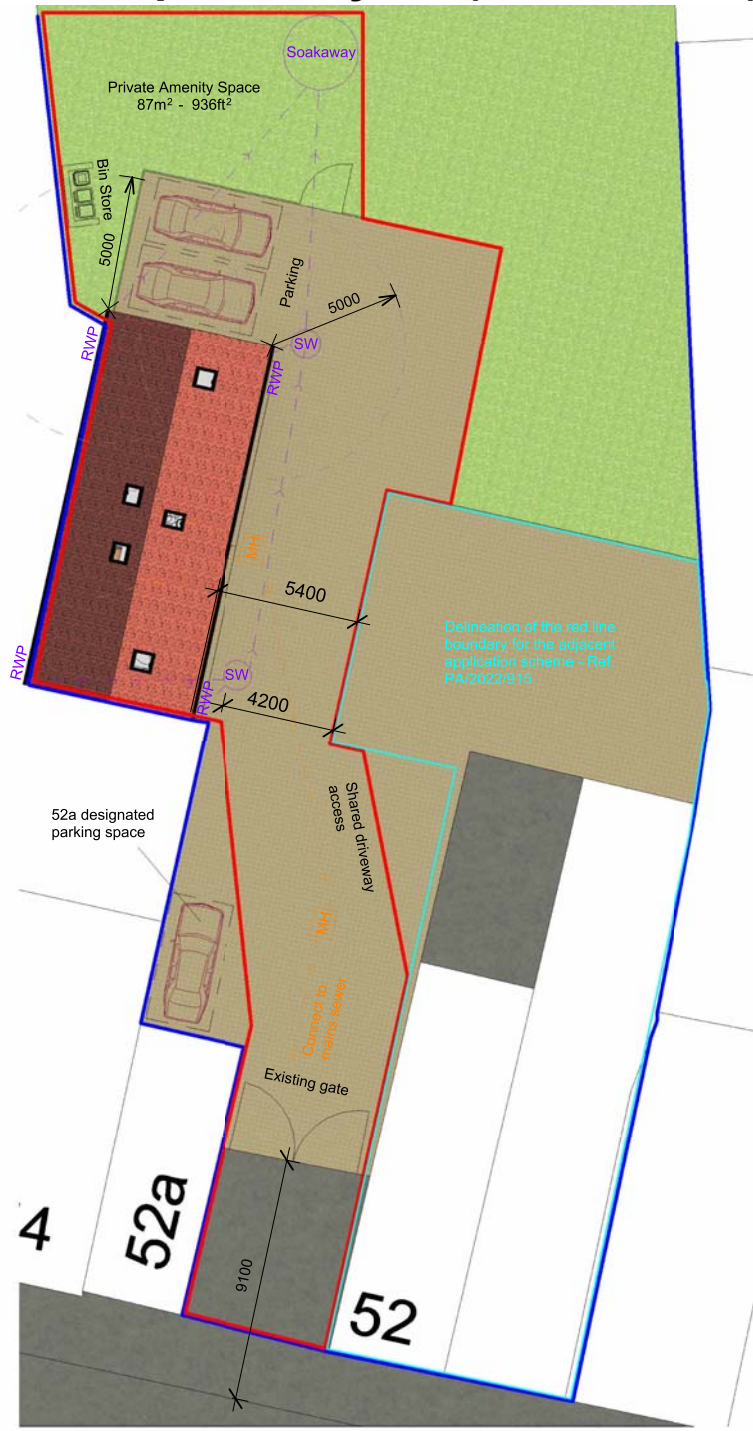 Soakaway
Private Amenity Space
87m² - 936ft²
Bin Store
5000
Parking
5000
SW
RWP
RWP
MH
5400
Delineation of the red line
boundary for the adjacent
application scheme - Ref:
PA/2022/915
RWP
SW
RWP
4200
Shared driveway
access
52a designated
parking space
MH
Connect to
mains sewer
Existing gate
4
52a
9100
52